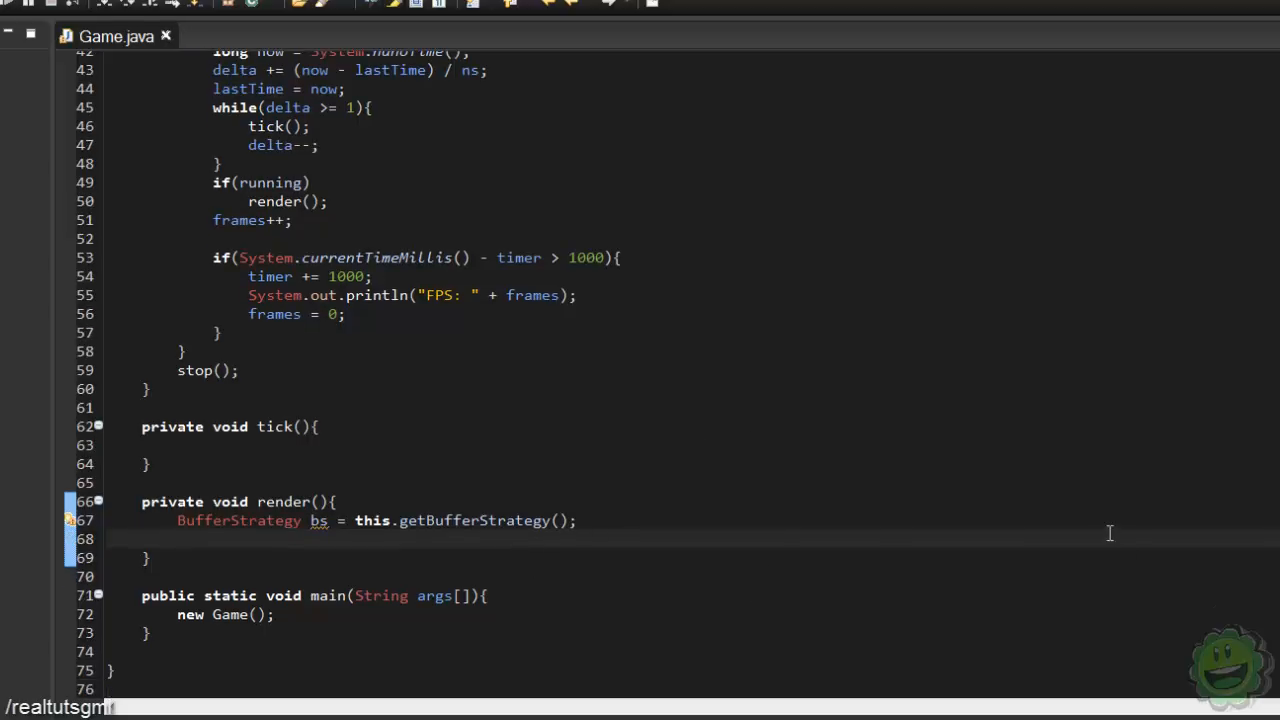 Game.java
42 long now = System.nanoTime();
43 delta += (now - lastTime) / ns;
44 lastTime = now;
45 while(delta >= 1){
46 tick();
47 delta--;
48 }
49 if(running)
50 render();
51 frames++;
52
53 if(System.currentTimeMillis() - timer > 1000){
54 timer += 1000;
55 System.out.println("FPS: " + frames);
56 frames = 0;
57 }
58 }
59 stop();
60 }
61
62 private void tick(){
63
64 }
65
66 private void render(){
67 BufferStrategy bs = this.getBufferStrategy();
68
69 }
70
71 public static void main(String args[]){
72 new Game();
73 }
74
75 }
76
/realtutsgml